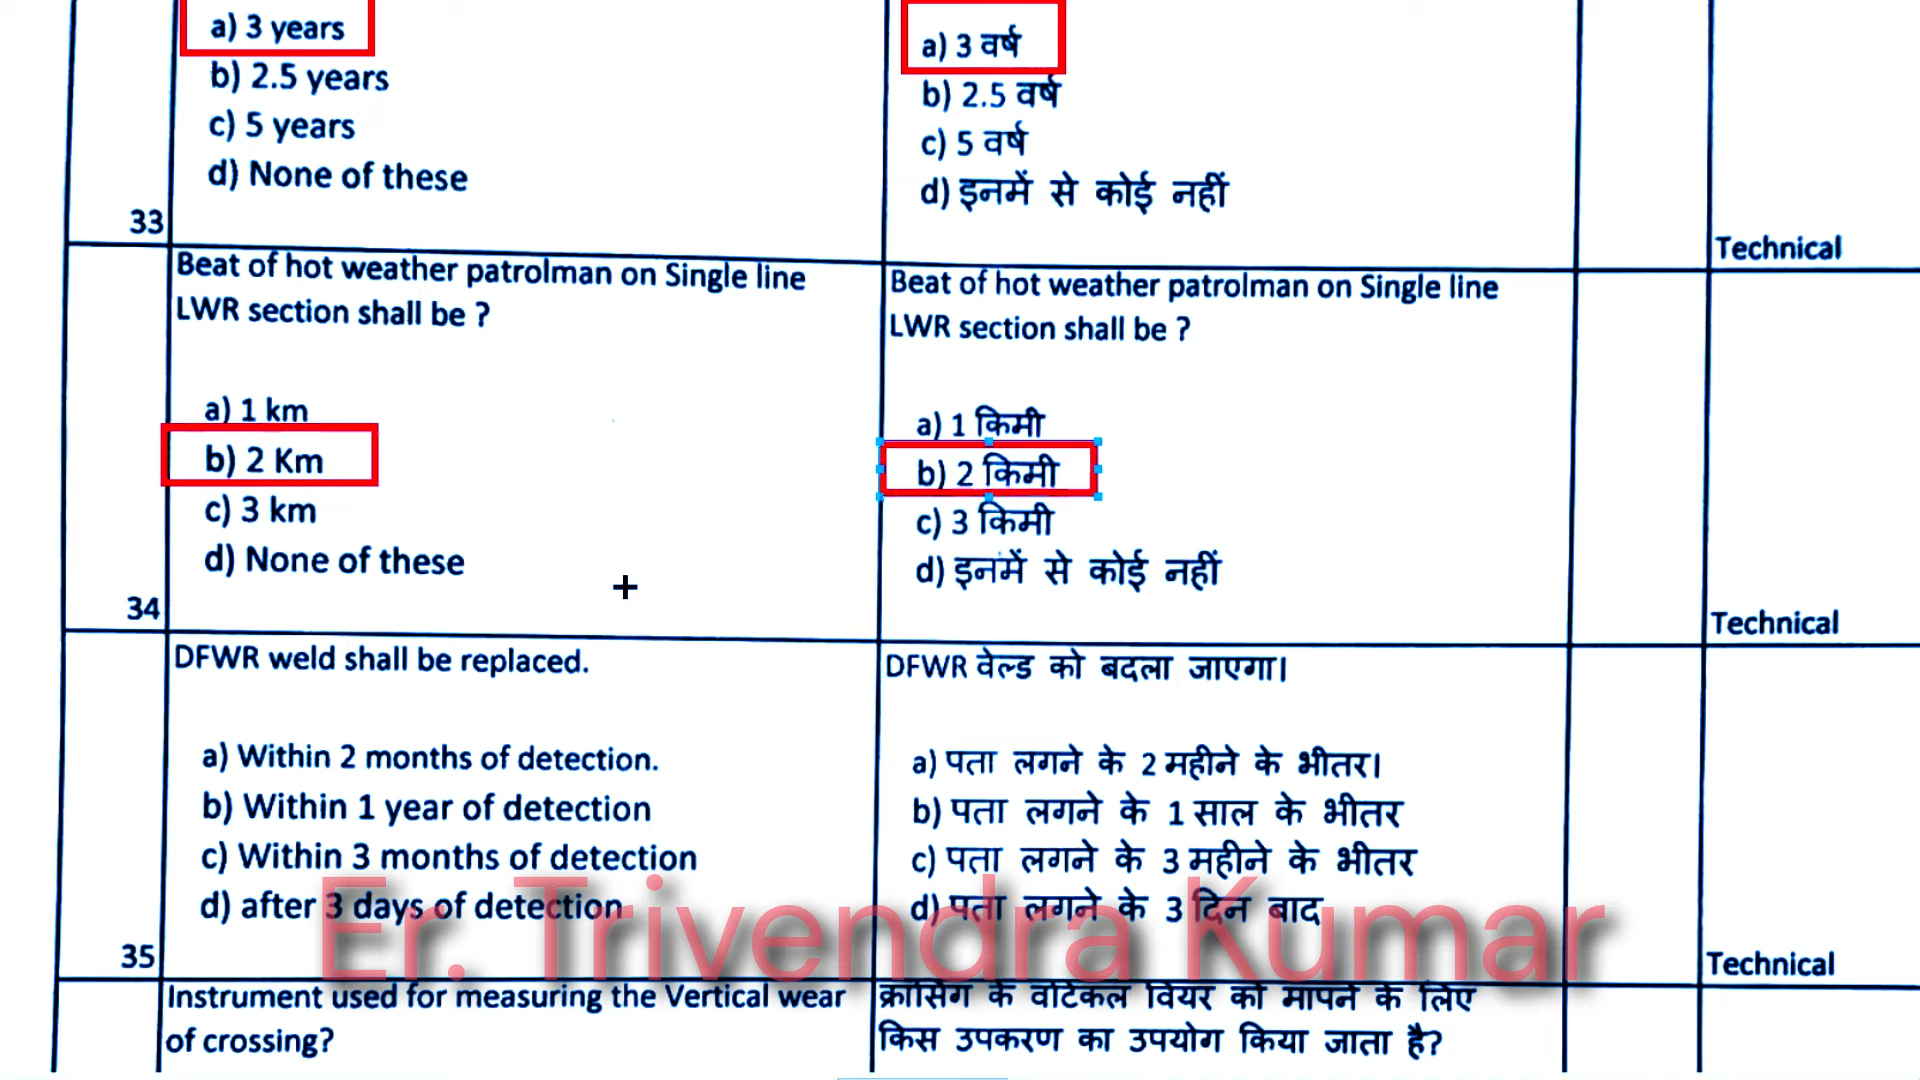 a) 3 years
b) 2.5 years
c) 5 years
d) None of these
a) 3 वर्ष
b) 2.5 वर्ष
c) 5 वर्ष
d) इनमें से कोई नहीं
33
Technical
Beat of hot weather patrolman on Single line
LWR section shall be ?
a) 1 km
b) 2 Km
c) 3 km
d) None of these
Beat of hot weather patrolman on Single line
LWR section shall be ?
a) 1 किमी
b) 2 किमी
c) 3 किमी
d) इनमें से कोई नहीं
34
Technical
DFWR weld shall be replaced.
a) Within 2 months of detection.
b) Within 1 year of detection
c) Within 3 months of detection
d) after 3 days of detection
DFWR वेल्ड को बदला जाएगा।
a) पता लगने के 2 महीने के भीतर।
b) पता लगने के 1 साल के भीतर
c) पता लगने के 3 महीने के भीतर
d) पता लगने के 3 दिन बाद
35
Technical
Er. Trivendra Kumar
Instrument used for measuring the Vertical wear
of crossing?
क्रॉसिंग के वर्टिकल वियर को मापने के लिए
किस उपकरण का उपयोग किया जाता है?